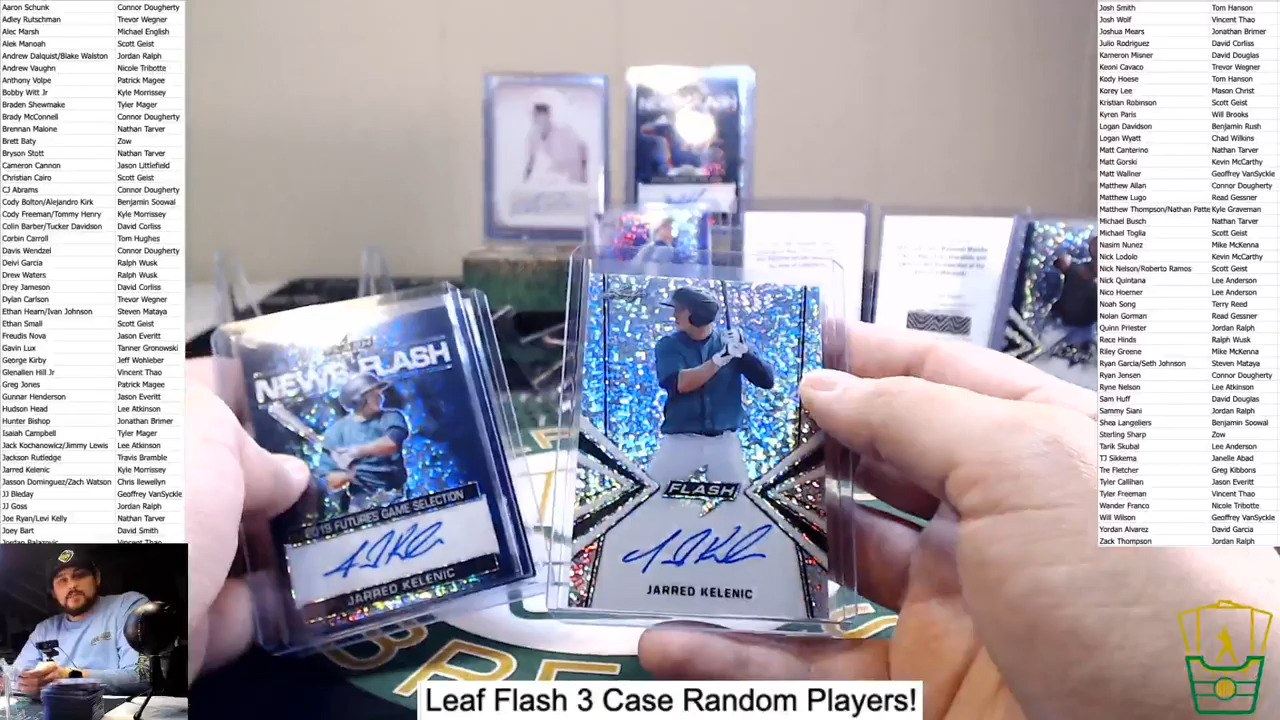 Aaron Schunk Connor Dougherty
Adley Rutschman Trevor Wegner
Alec Marsh Michael English
Alek Manoah Scott Geist
Andrew Dalquist/Blake Walston Jordan Ralph
Andrew Vaughn Nicole Tribotte
Anthony Volpe Patrick Magee
Bobby Witt Jr Kyle Morrissey
Braden Shewmake Tyler Mager
Brady McConnell Connor Dougherty
Brennan Malone Nathan Tarver
Brett Baty Zow
Bryson Stott Nathan Tarver
Cameron Cannon Jason Littlefield
Christian Cairo Scott Geist
CJ Abrams Connor Dougherty
Cody Bolton/Alejandro Kirk Benjamin Soowal
Cody Freeman/Tommy Henry Kyle Morrissey
Colin Barber/Tucker Davidson David Corliss
Corbin Carroll Tom Hughes
Davis Wendzel Connor Dougherty
Deivi Garcia Ralph Wusk
Drew Waters Ralph Wusk
Drey Jameson David Corliss
Dylan Carlson Trevor Wegner
Ethan Hearn/Ivan Johnson Steven Mataya
Ethan Small Scott Geist
Freudis Nova Jason Everitt
Gavin Lux Tanner Gronowski
George Kirby Jeff Wohleber
Glenallen Hill Jr Vincent Thao
Greg Jones Patrick Magee
Gunnar Henderson Jason Everitt
Hudson Head Lee Atkinson
Hunter Bishop Jonathan Brimer
Isaiah Campbell Tyler Mager
Jack Kochanowicz/Jimmy Lewis Lee Atkinson
Jackson Rutledge Travis Bramble
Jarred Kelenic Kyle Morrissey
Jasson Dominguez/Zach Watson Chris llewellyn
JJ Bleday Geoffrey VanSyckle
JJ Goss Jordan Ralph
Joe Ryan/Levi Kelly Nathan Tarver
Joey Bart David Smith
Jordan Balazovic Vincent Thao
Josh Smith Tom Hanson
Josh Wolf Vincent Thao
Joshua Mears Jonathan Brimer
Julio Rodriguez David Corliss
Kameron Misner David Douglas
Keoni Cavaco Trevor Wegner
Kody Hoese Tom Hanson
Korey Lee Mason Christ
Kristian Robinson Scott Geist
Kyren Paris Will Brooks
Logan Davidson Benjamin Rush
Logan Wyatt Chad Wilkins
Matt Canterino Nathan Tarver
Matt Gorski Kevin McCarthy
Matt Wallner Geoffrey VanSyckle
Matthew Allan Connor Dougherty
Matthew Lugo Read Gessner
Matthew Thompson/Nathan Patte Kyle Graveman
Michael Busch Nathan Tarver
Michael Toglia Scott Geist
Nasim Nunez Mike McKenna
Nick Lodolo Kevin McCarthy
Nick Nelson/Roberto Ramos Scott Geist
Nick Quintana Lee Anderson
Nico Hoerner Lee Anderson
Noah Song Terry Reed
Nolan Gorman Read Gessner
Quinn Priester Jordan Ralph
Rece Hinds Ralph Wusk
Riley Greene Mike McKenna
Ryan Garcia/Seth Johnson Steven Mataya
Ryan Jensen Connor Dougherty
Ryne Nelson Lee Atkinson
Sam Huff David Douglas
Sammy Siani Jordan Ralph
Shea Langeliers Benjamin Soowal
Sterling Sharp Zow
Tarik Skubal Lee Anderson
TJ Sikkema Janelle Abad
Tre Fletcher Greg Kibbons
Tyler Callihan Jason Everitt
Tyler Freeman Vincent Thao
Wander Franco Nicole Tribotte
Will Wilson Geoffrey VanSyckle
Yordan Alvarez David Garcia
Zack Thompson Jordan Ralph
2019 FUTURES GAME SELECTION
JARRED KELENIC
FLASH
JARRED KELENIC
Leaf Flash 3 Case Random Players!